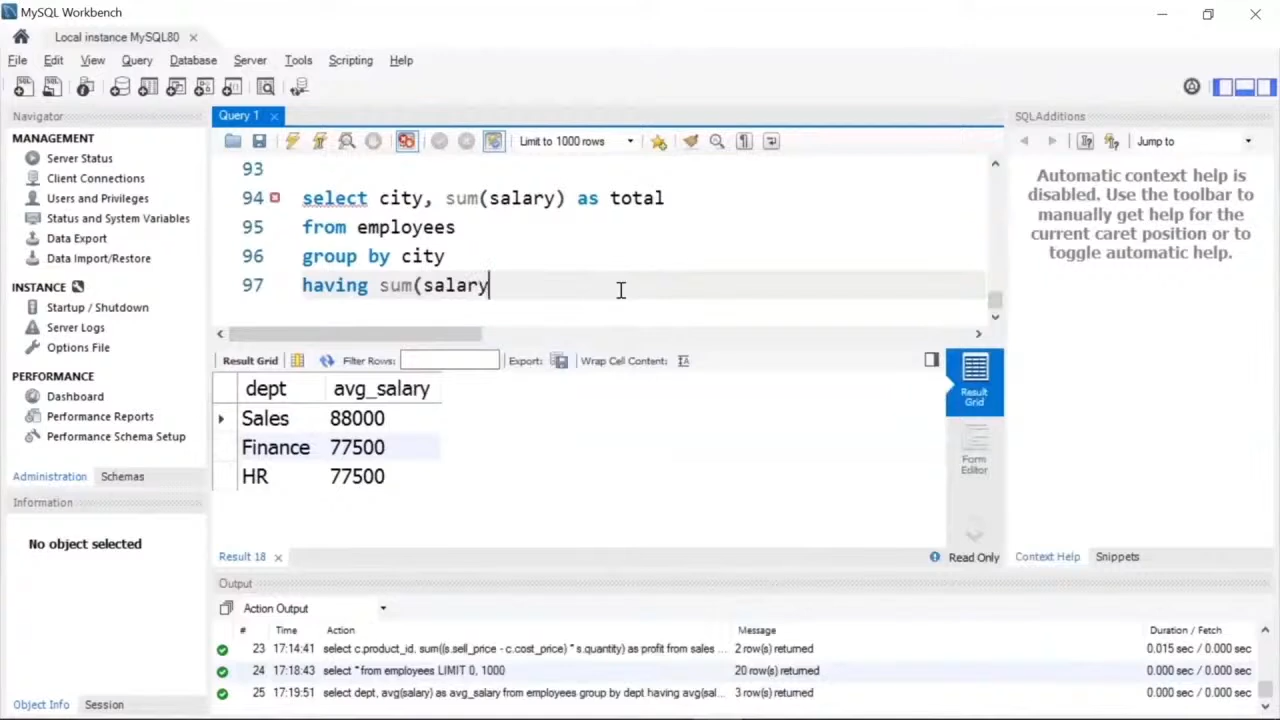 MySQL Workbench
Local instance MySQL80
File Edit View Query Database Server Tools Scripting Help
Navigator
MANAGEMENT
Server Status
Client Connections
Users and Privileges
Status and System Variables
Data Export
Data Import/Restore
INSTANCE
Startup / Shutdown
Server Logs
Options File
PERFORMANCE
Dashboard
Performance Reports
Performance Schema Setup
Administration Schemas
Information
No object selected
Object Info Session
Query 1
Limit to 1000 rows
93
94 select city, sum(salary) as total
95 from employees
96 group by city
97 having sum(salary
Result Grid Filter Rows: Export: Wrap Cell Content:
dept avg_salary
Sales 88000
Finance 77500
HR 77500
Result Grid
Form Editor
Result 18
Read Only
Output
Action Output
# Time Action Message Duration / Fetch
23 17:14:41 select c.product_id, sum((s.sell_price - c.cost_price) * s.quantity) as profit from sales ... 2 row(s) returned 0.015 sec / 0.000 sec
24 17:18:43 select * from employees LIMIT 0, 1000 20 row(s) returned 0.000 sec / 0.000 sec
25 17:19:51 select dept, avg(salary) as avg_salary from employees group by dept having avg(sal... 3 row(s) returned 0.000 sec / 0.000 sec
SQLAdditions
Jump to
Automatic context help is
disabled. Use the toolbar to
manually get help for the
current caret position or to
toggle automatic help.
Context Help Snippets